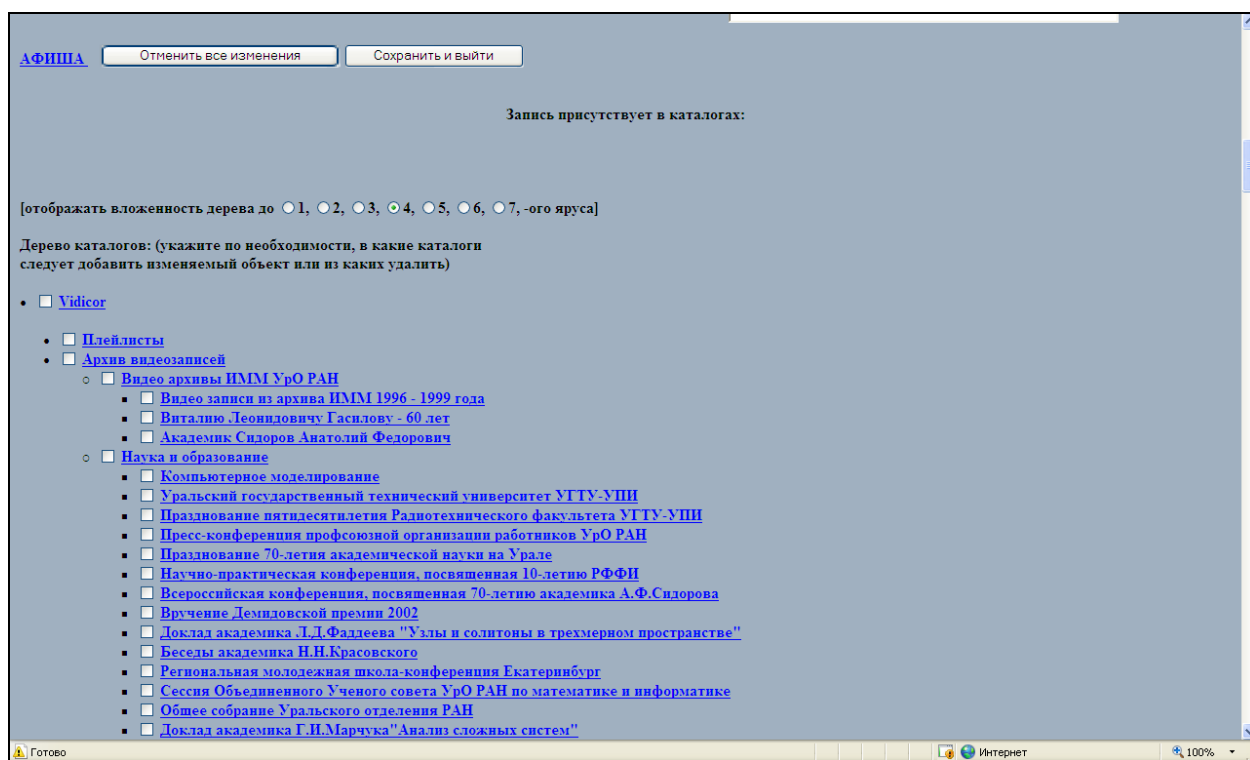 АФИША Отменить все изменения Сохранить и выйти
Запись присутствует в каталогах:
[отображать вложенность дерева до 1, 2, 3, 4, 5, 6, 7, -ого яруса]
Дерево каталогов: (укажите по необходимости, в какие каталоги
следует добавить изменяемый объект или из каких удалить)
Vidicor
Плейлисты
Архив видеозаписей
Видео архивы ИММ УрО РАН
Видео записи из архива ИММ 1996 - 1999 года
Виталию Леонидовичу Гасилову - 60 лет
Академик Сидоров Анатолий Федорович
Наука и образование
Компьютерное моделирование
Уральский государственный технический университет УГТУ-УПИ
Празднование пятидесятилетия Радиотехнического факультета УГТУ-УПИ
Пресс-конференция профсоюзной организации работников УрО РАН
Празднование 70-летия академической науки на Урале
Научно-практическая конференция, посвященная 10-летию РФФИ
Всероссийская конференция, посвященная 70-летию академика А.Ф.Сидорова
Вручение Демидовской премии 2002
Доклад академика Л.Д.Фаддеева "Узлы и солитоны в трехмерном пространстве"
Беседы академика Н.Н.Красовского
Региональная молодежная школа-конференция Екатеринбург
Сессия Объединенного Ученого совета УрО РАН по математике и информатике
Общее собрание Уральского отделения РАН
Доклад академика Г.И.Марчука"Анализ сложных систем"
Готово Интернет 100%